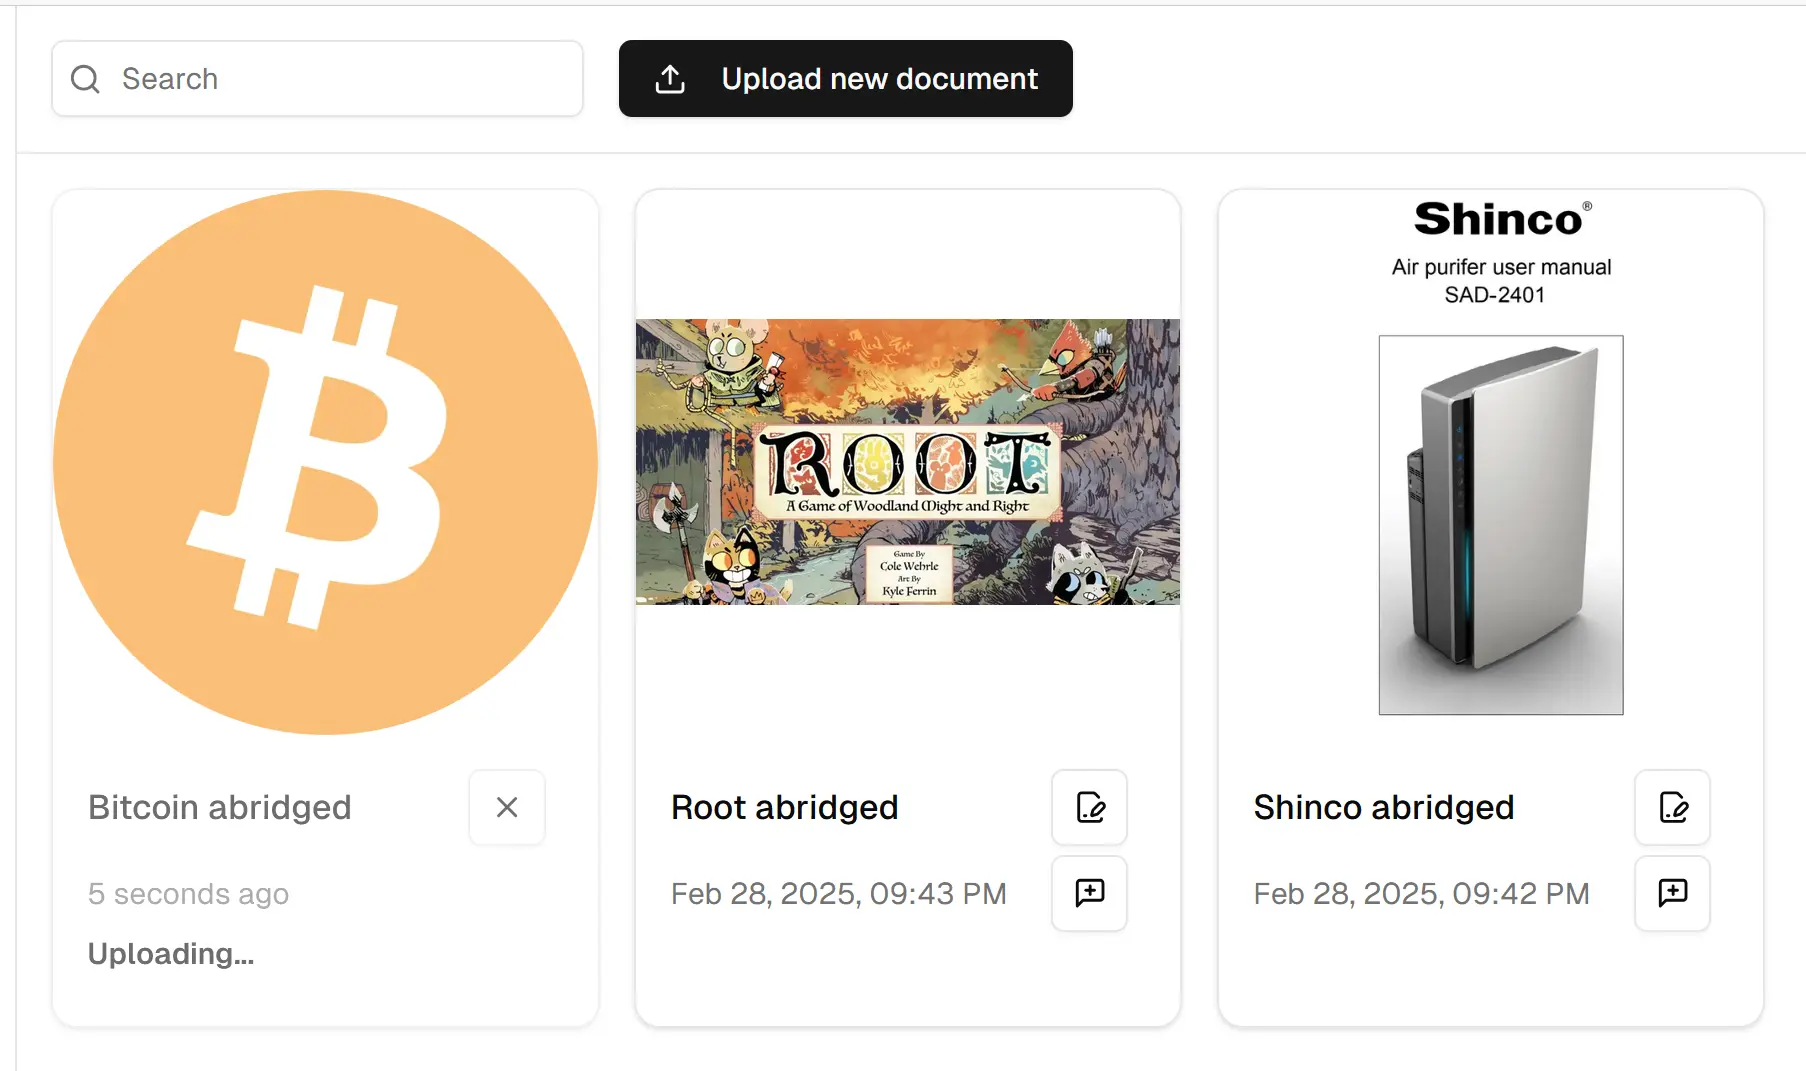 Search
Upload new document
Bitcoin abridged
5 seconds ago
Uploading...
ROOT
A Game of Woodland Might and Right
Game By
Cole Wehrle
Art By
Kyle Ferrin
Root abridged
Feb 28, 2025, 09:43 PM
Shinco®
Air purifer user manual
SAD-2401
Shinco abridged
Feb 28, 2025, 09:42 PM